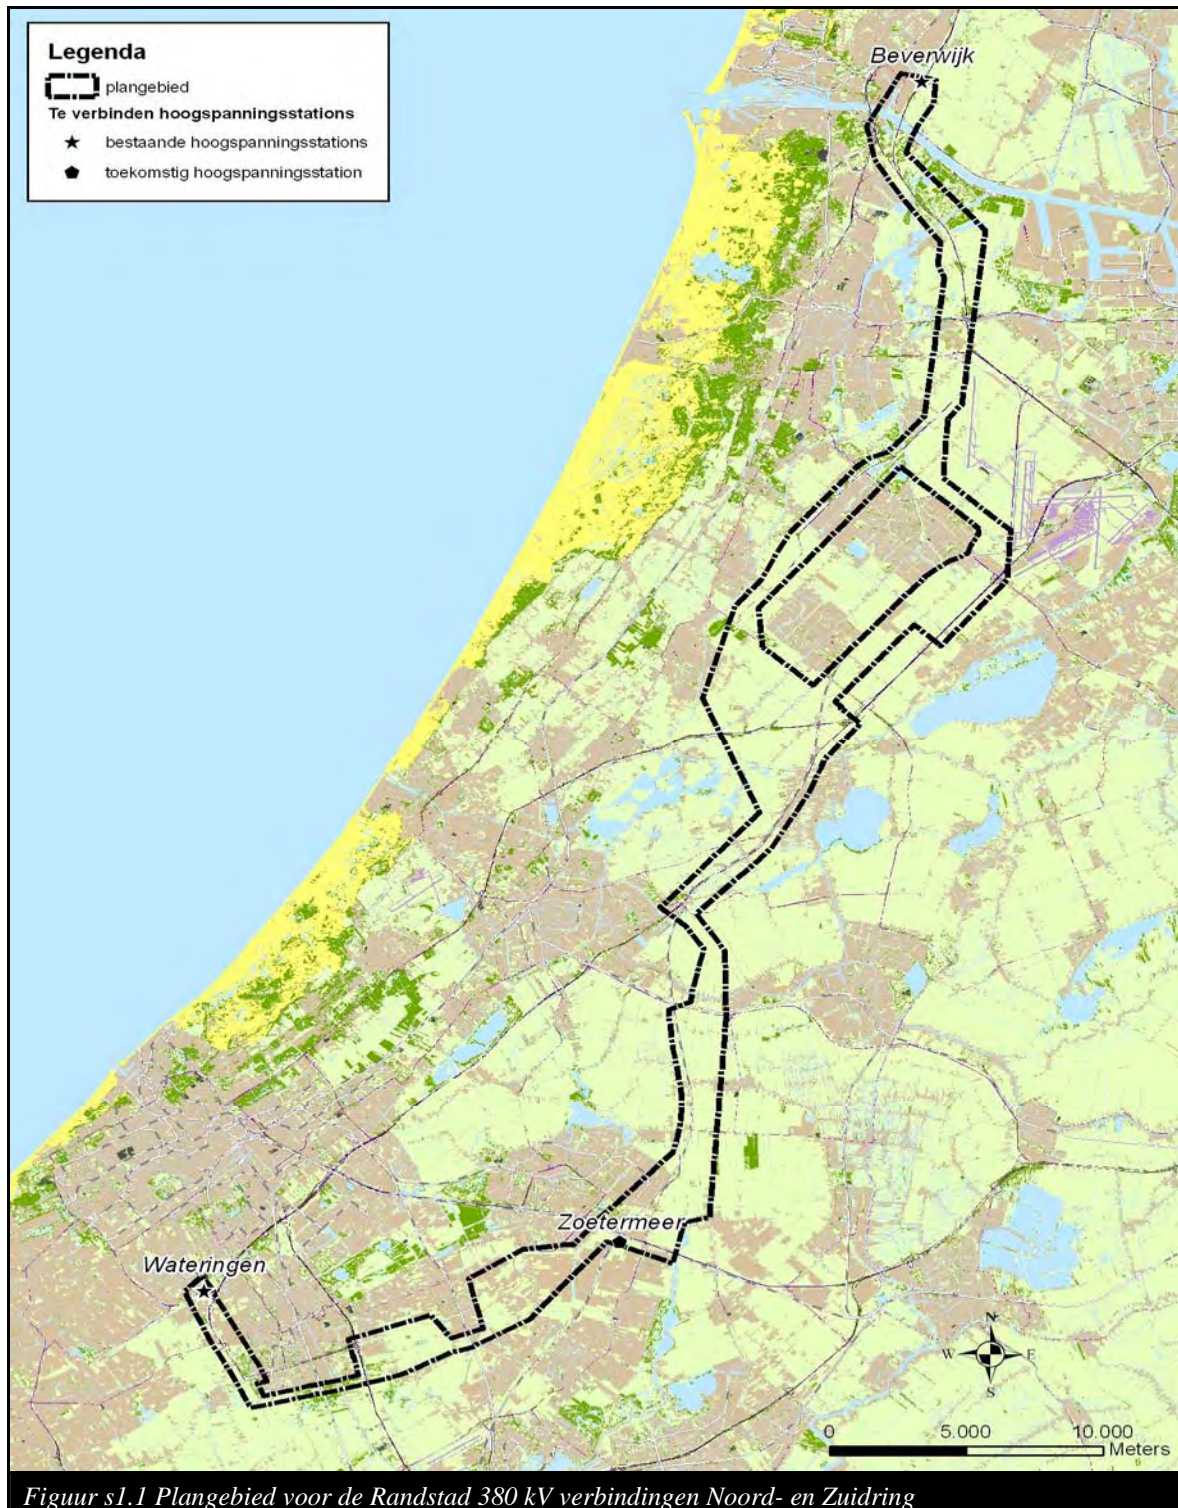 Legenda
plangebied
Te verbinden hoogspanningsstations
bestaande hoogspanningsstations
toekomstig hoogspanningsstation
Beverwijk
Zoetermeer
Wateringen
N
W E
S
0 5.000 10.000
Meters
Figuur s1.1 Plangebied voor de Randstad 380 kV verbindingen Noord- en Zuidring